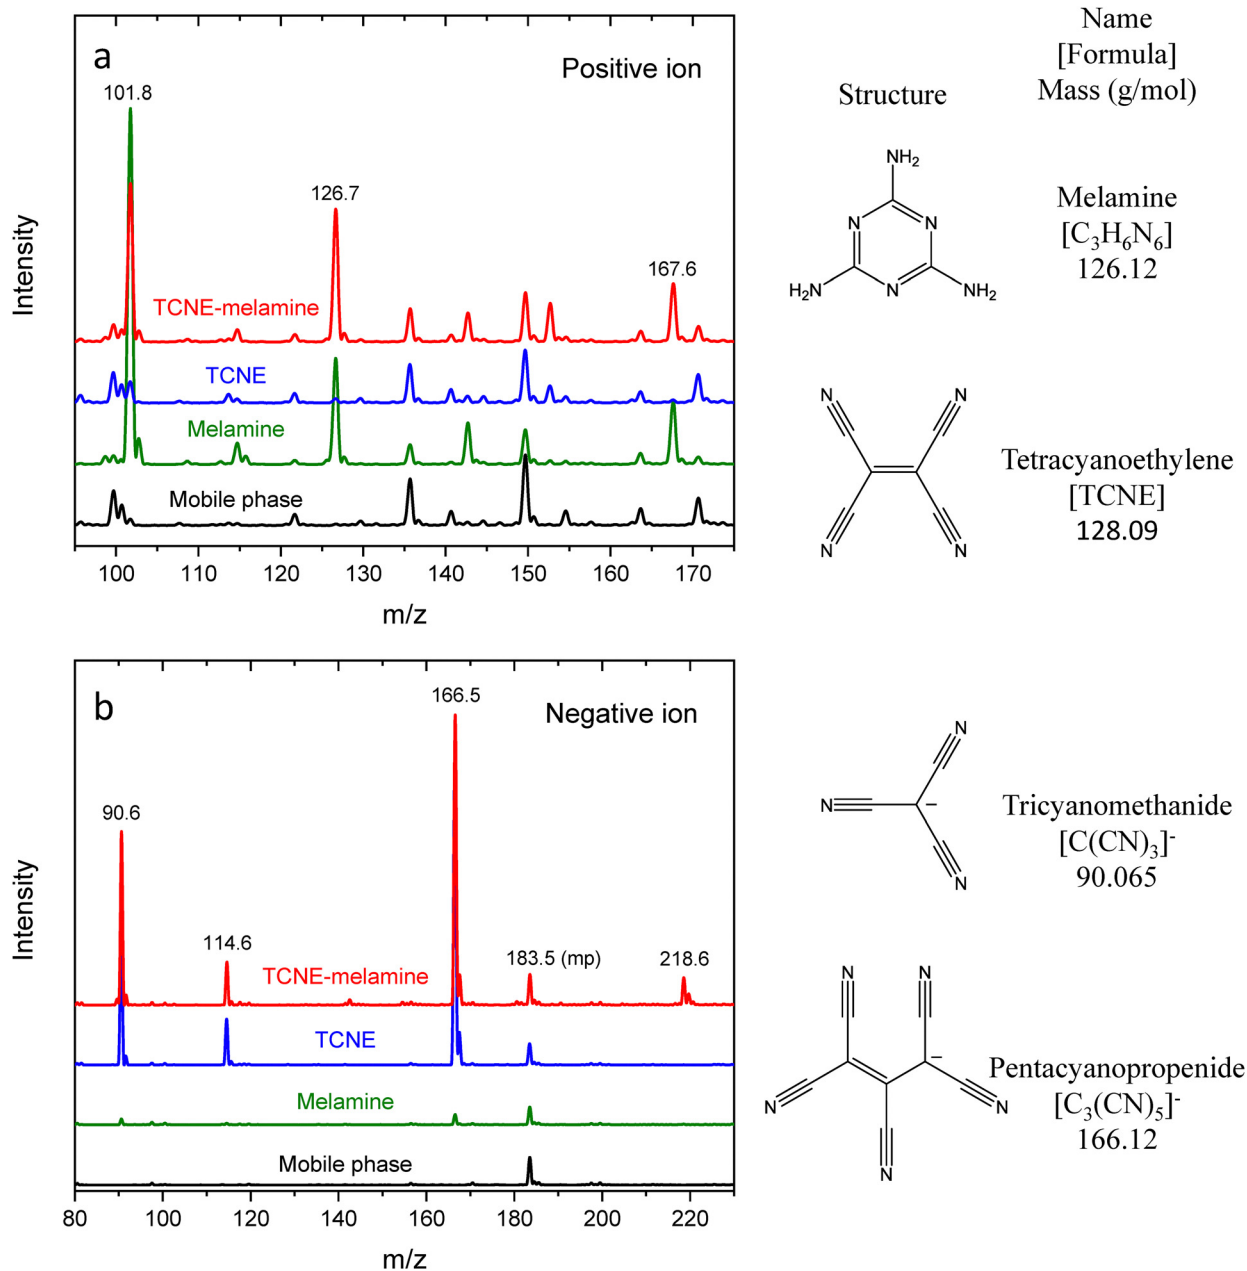 a
Positive ion
101.8
126.7
167.6
TCNE-melamine
TCNE
Melamine
Mobile phase
Intensity
100 110 120 130 140 150 160 170
m/z
Structure
Name
[Formula]
Mass (g/mol)
NH₂
N N
H₂N N NH₂
Melamine
[C₃H₆N₆]
126.12
N N
N N
Tetracyanoethylene
[TCNE]
128.09
b
Negative ion
90.6
114.6
166.5
183.5 (mp)
218.6
TCNE-melamine
TCNE
Melamine
Mobile phase
Intensity
80 100 120 140 160 180 200 220
m/z
N
N −
N
Tricyanomethanide
[C(CN)₃]⁻
90.065
N N
−
N N
N
Pentacyanopropenide
[C₃(CN)₅]⁻
166.12